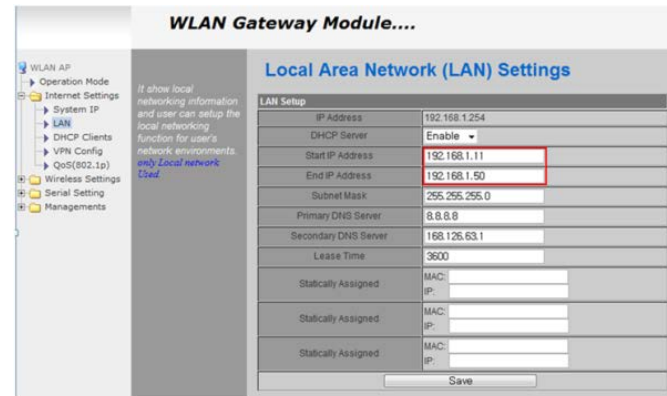 WLAN Gateway Module....
WLAN AP
Operation Mode
Internet Settings
System IP
LAN
DHCP Clients
VPN Config
QoS(802.1p)
Wireless Settings
Serial Setting
Managements
It show local
networking information
and user can setup the
local networking
function for user's
network environments.
only Local network
Used
Local Area Network (LAN) Settings
LAN Setup
IP Address 192.168.1.254
DHCP Server Enable
Start IP Address 192.168.1.11
End IP Address 192.168.1.50
Subnet Mask 255.255.255.0
Primary DNS Server 8.8.8.8
Secondary DNS Server 168.126.63.1
Lease Time 3600
Statically Assigned
MAC:
IP:
Statically Assigned
MAC:
IP:
Statically Assigned
MAC:
IP:
Save